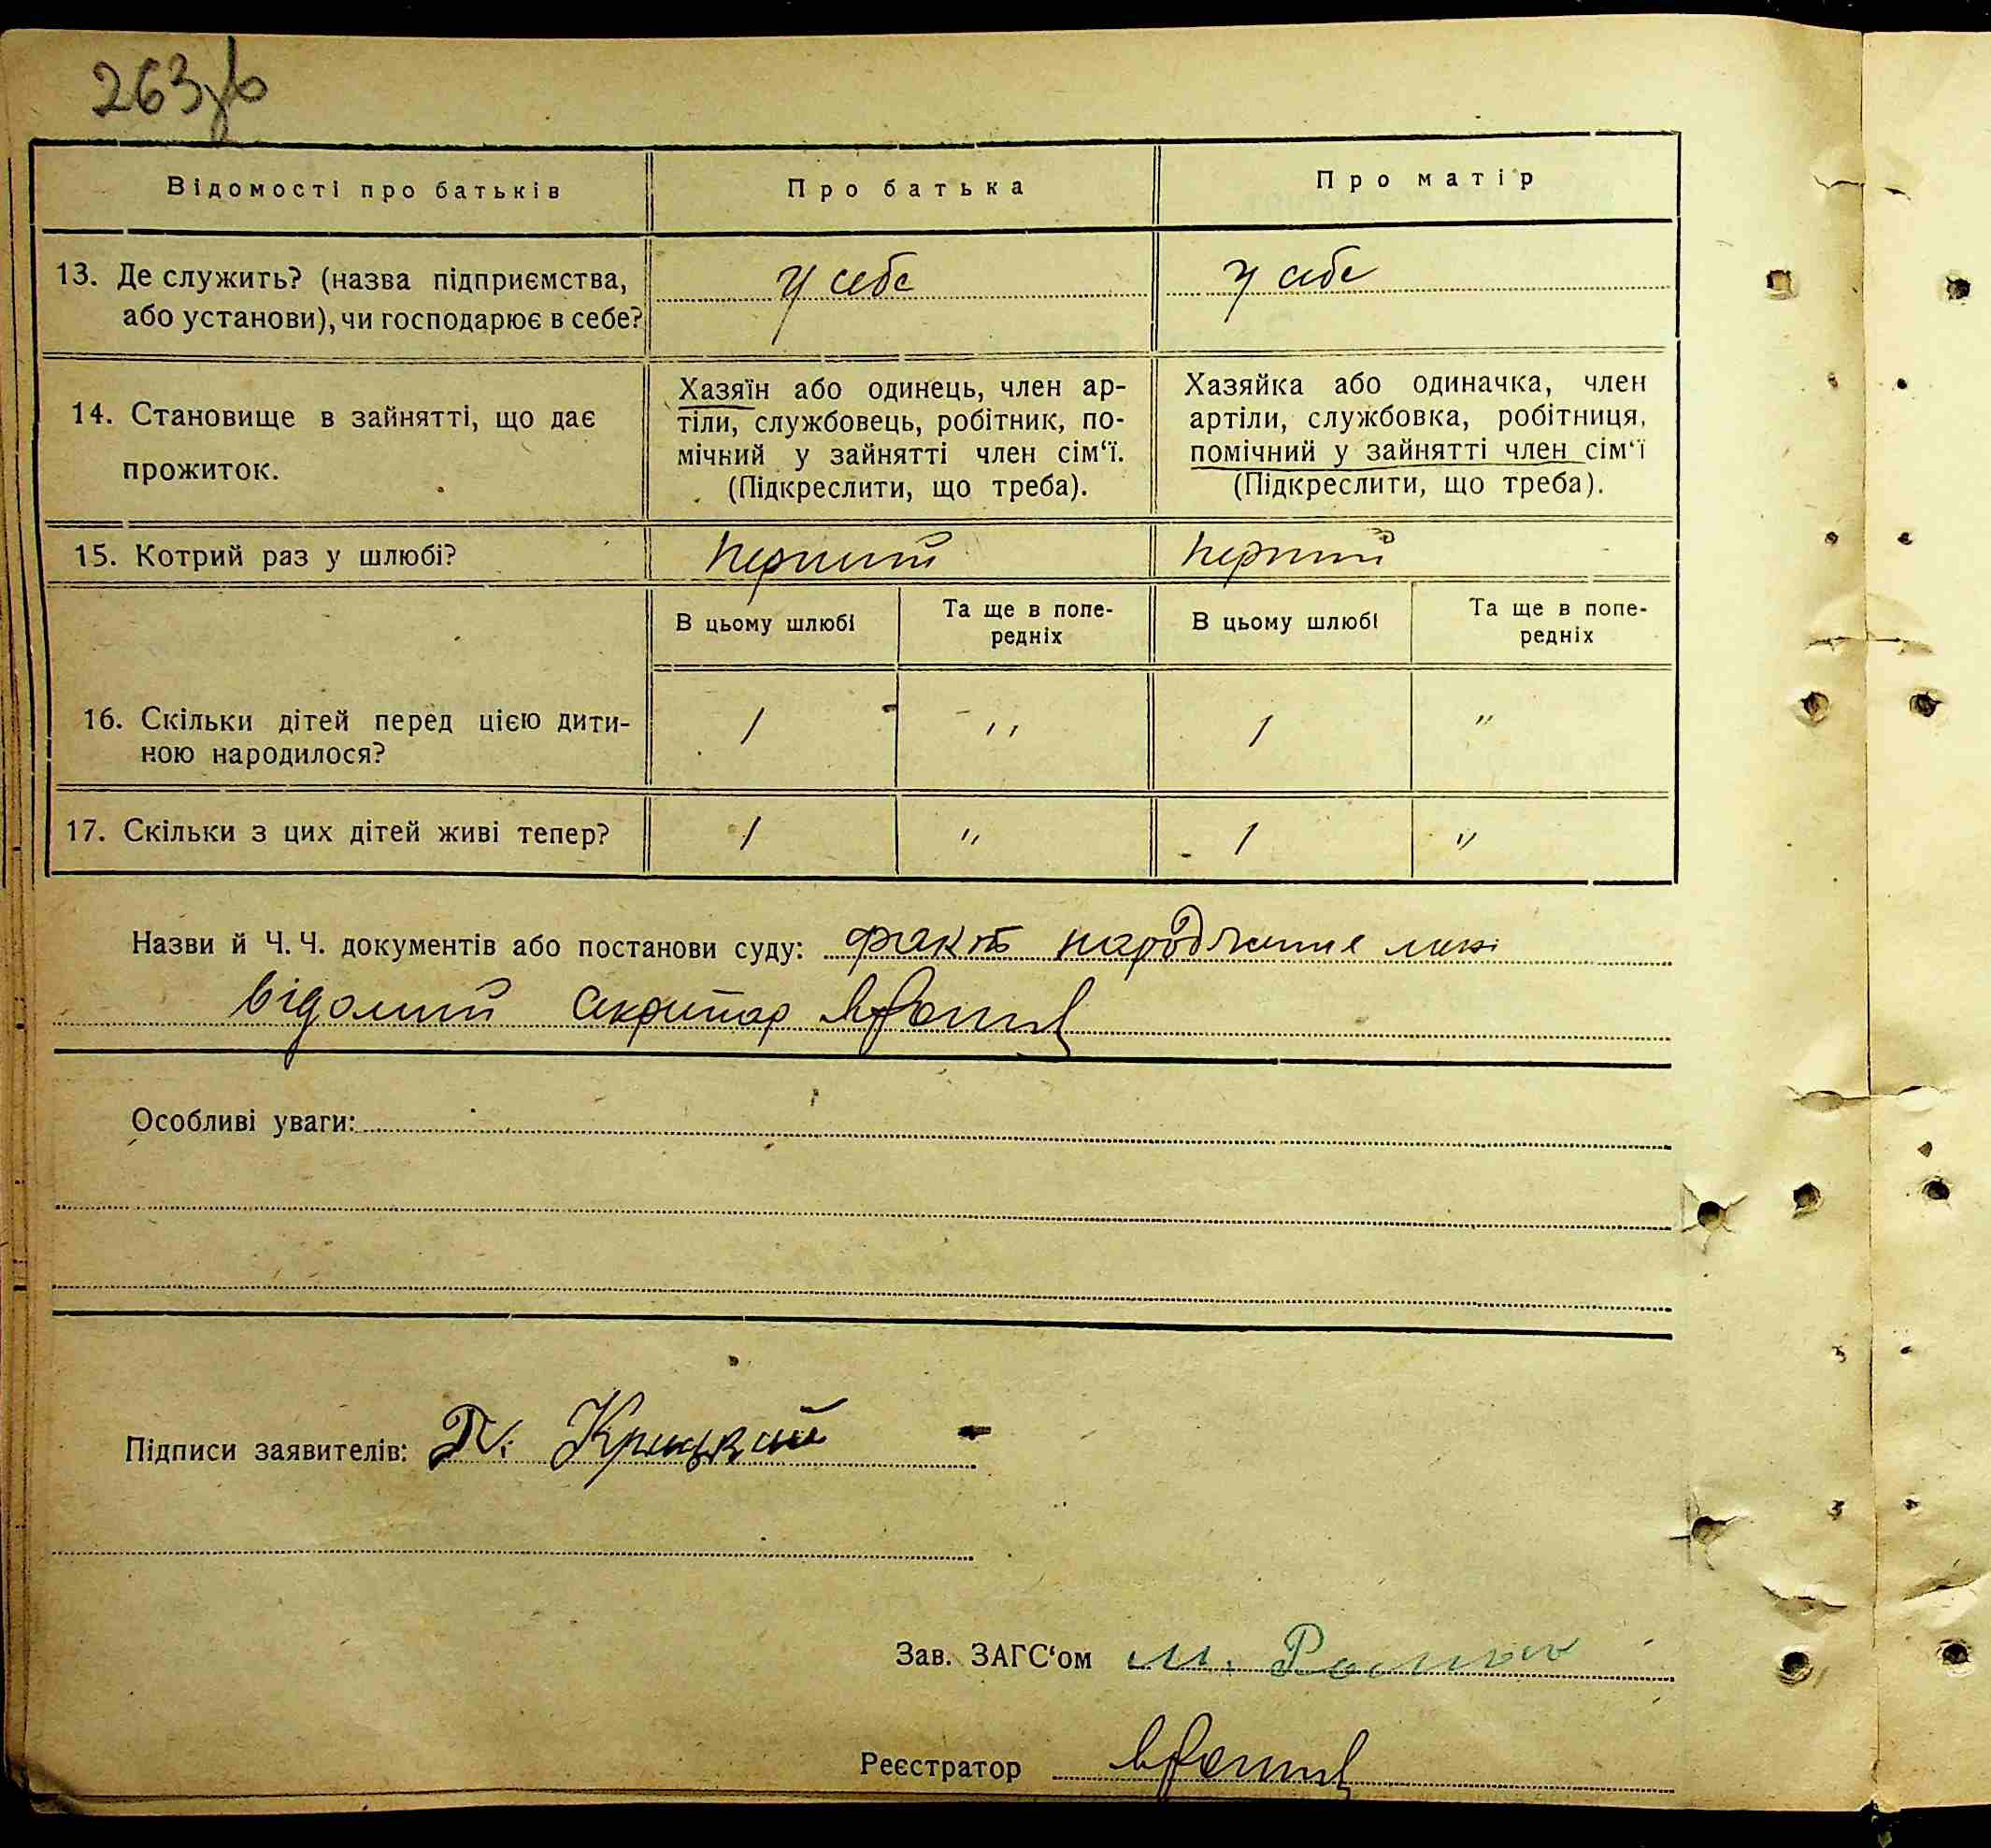 263зв
Відомості про батьків
Про батька
Про матір
13. Де служить? (назва підприємства,
або установи), чи господарює в себе?
У себе
У себе
14. Становище в зайнятті, що дає
прожиток.
Хазяїн або одинець, член ар-
тіли, службовець, робітник, по-
мічний у зайнятті член сім‘ї.
(Підкреслити, що треба).
Хазяйка або одиначка, член
артіли, службовка, робітниця,
помічний у зайнятті член сім‘ї
(Підкреслити, що треба).
15. Котрий раз у шлюбі?
перший
перший
В цьому шлюбі
Та ще в попе-
редніх
В цьому шлюбі
Та ще в попе-
редніх
16. Скільки дітей перед цією дити-
ною народилося?
1
"
1
"
17. Скільки з цих дітей живі тепер?
1
"
1
"
Назви й Ч. Ч. документів або постанови суду: факт народження мені
відомий секретар
Особливі уваги:
Підписи заявителів: П. Крицький
Зав. ЗАГС‘ом М.
Реєстратор